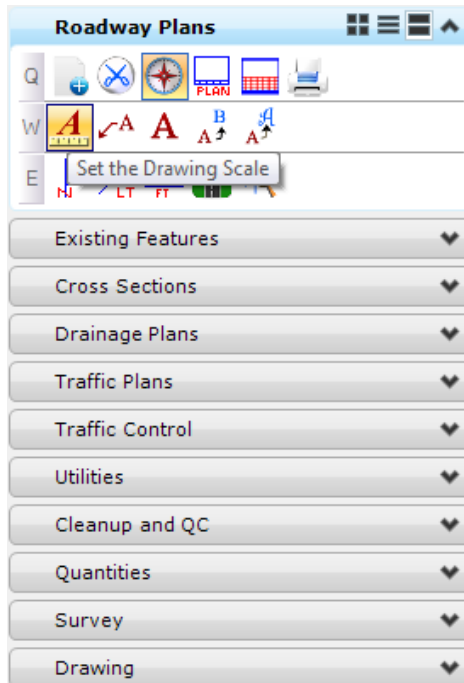 Roadway Plans
Q
PLAN
W A A A A B A A
Set the Drawing Scale
E N LT FT
Existing Features
Cross Sections
Drainage Plans
Traffic Plans
Traffic Control
Utilities
Cleanup and QC
Quantities
Survey
Drawing